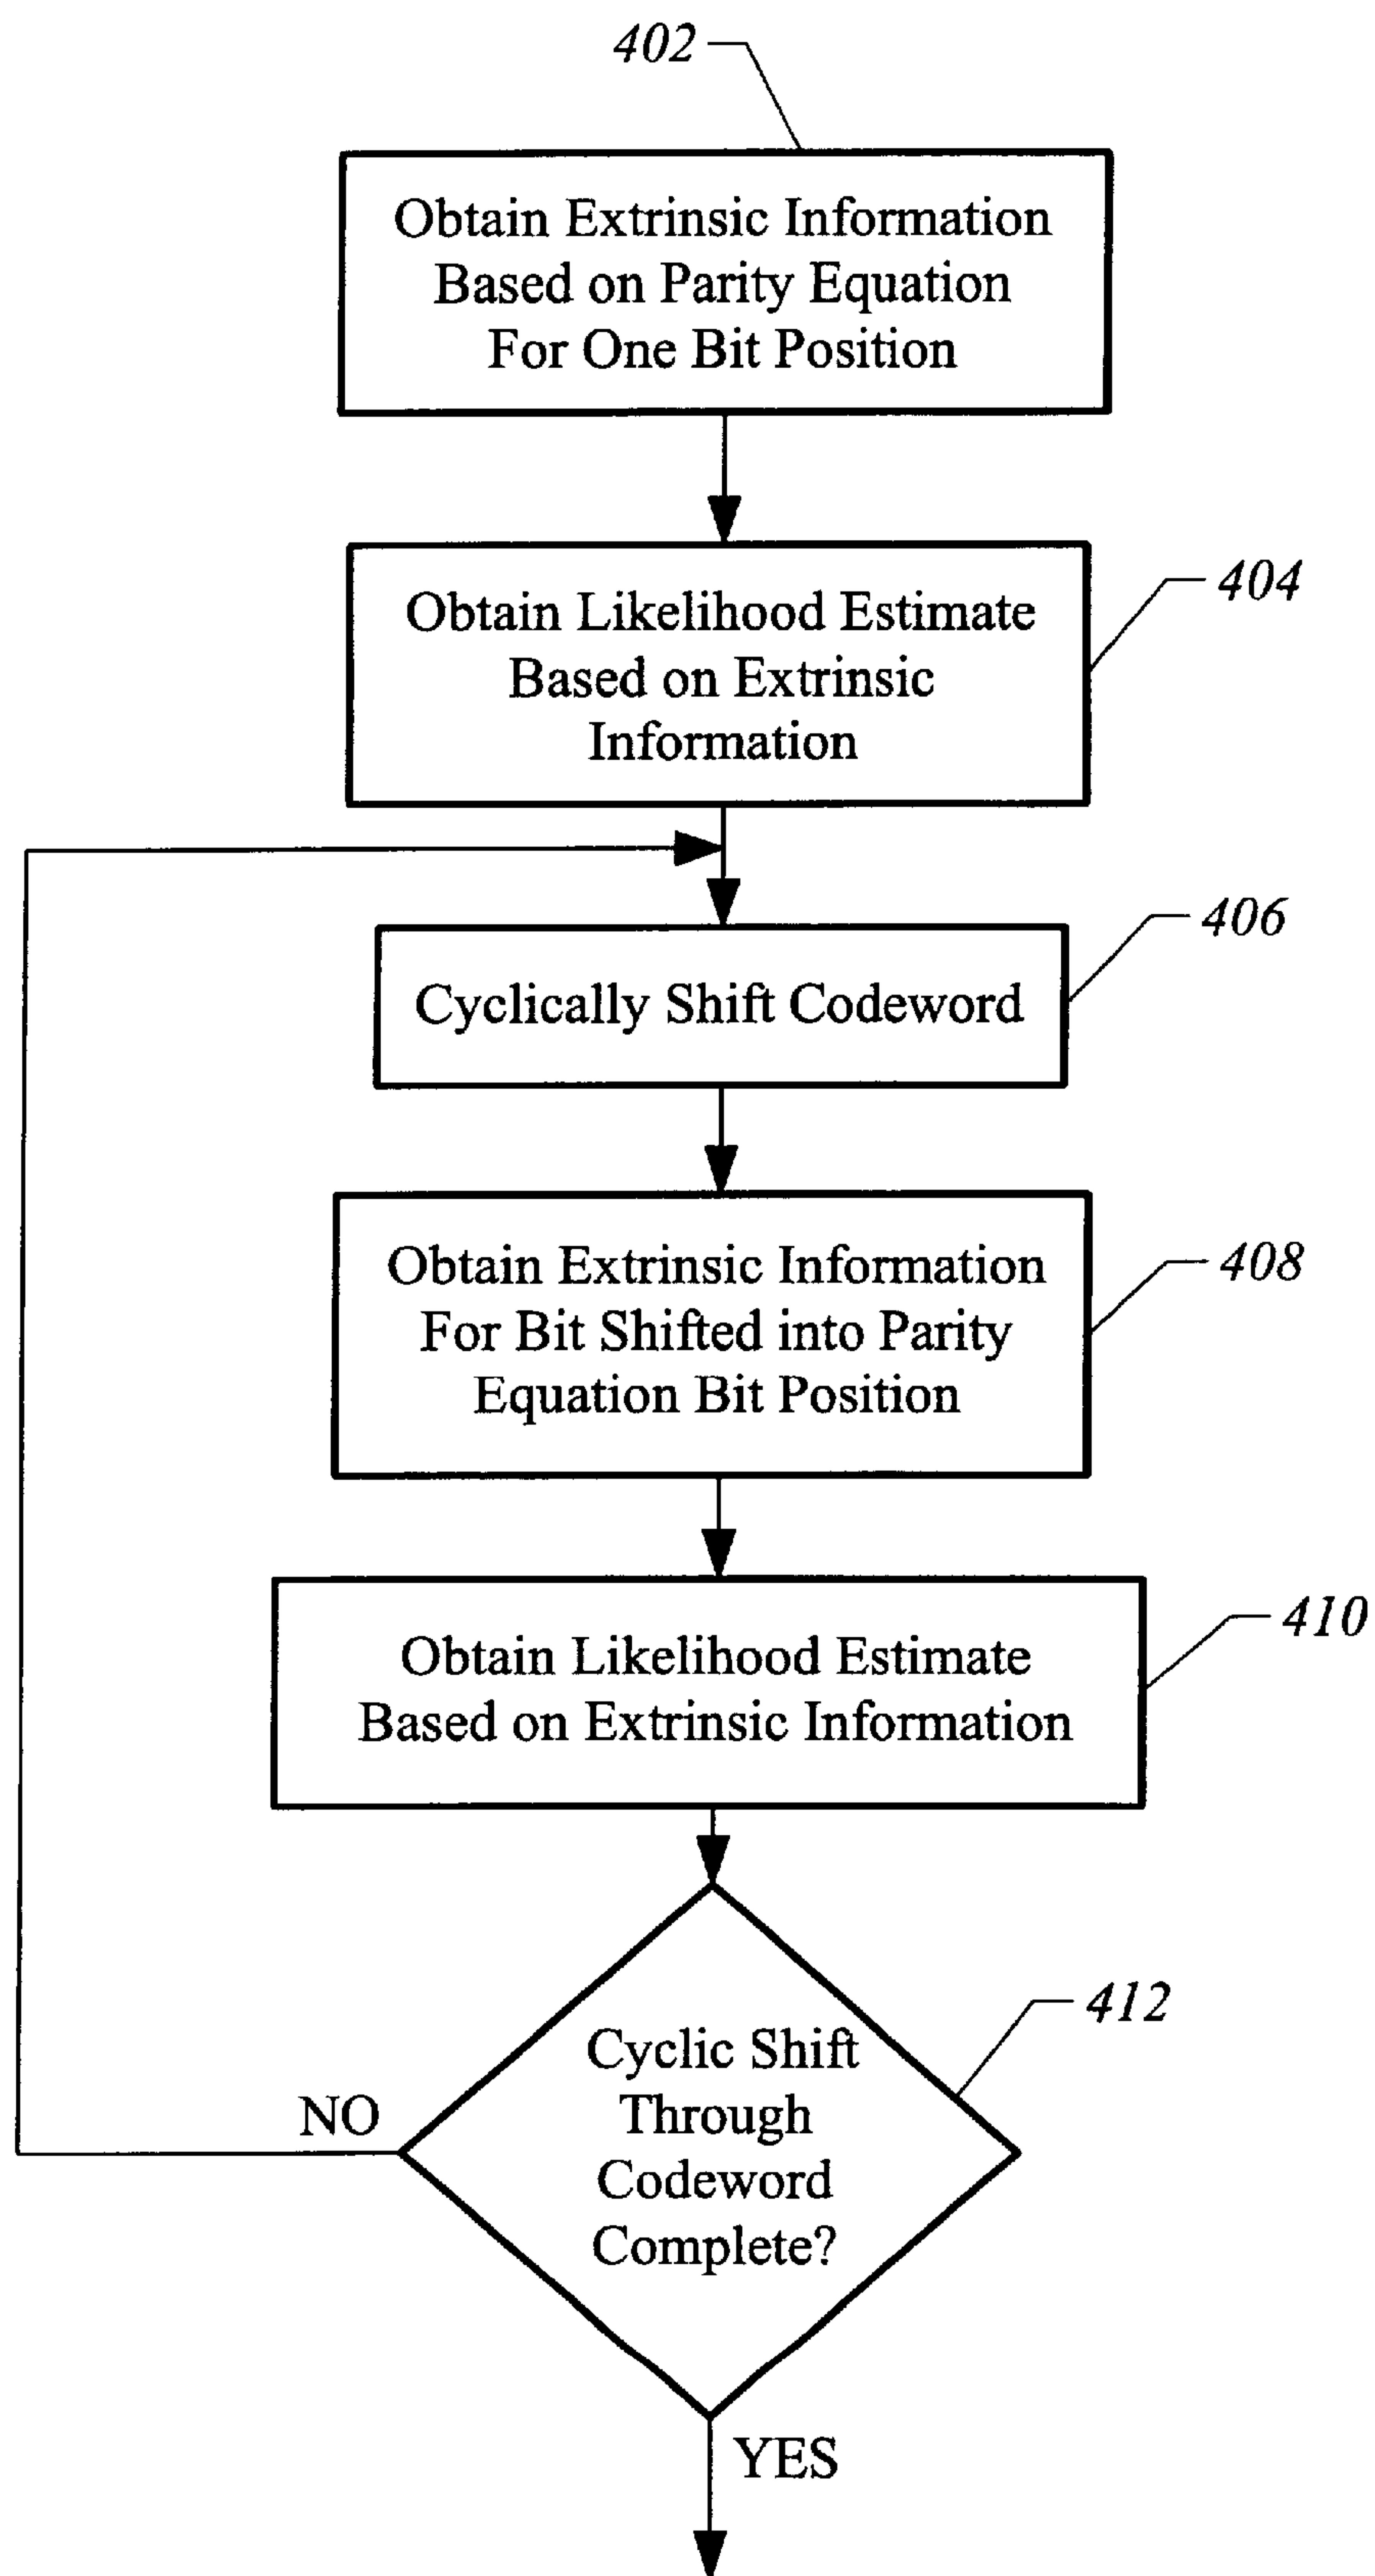 402
Obtain Extrinsic Information
Based on Parity Equation
For One Bit Position
404
Obtain Likelihood Estimate
Based on Extrinsic
Information
406
Cyclically Shift Codeword
408
Obtain Extrinsic Information
For Bit Shifted into Parity
Equation Bit Position
410
Obtain Likelihood Estimate
Based on Extrinsic Information
412
Cyclic Shift
Through
Codeword
Complete?
NO
YES